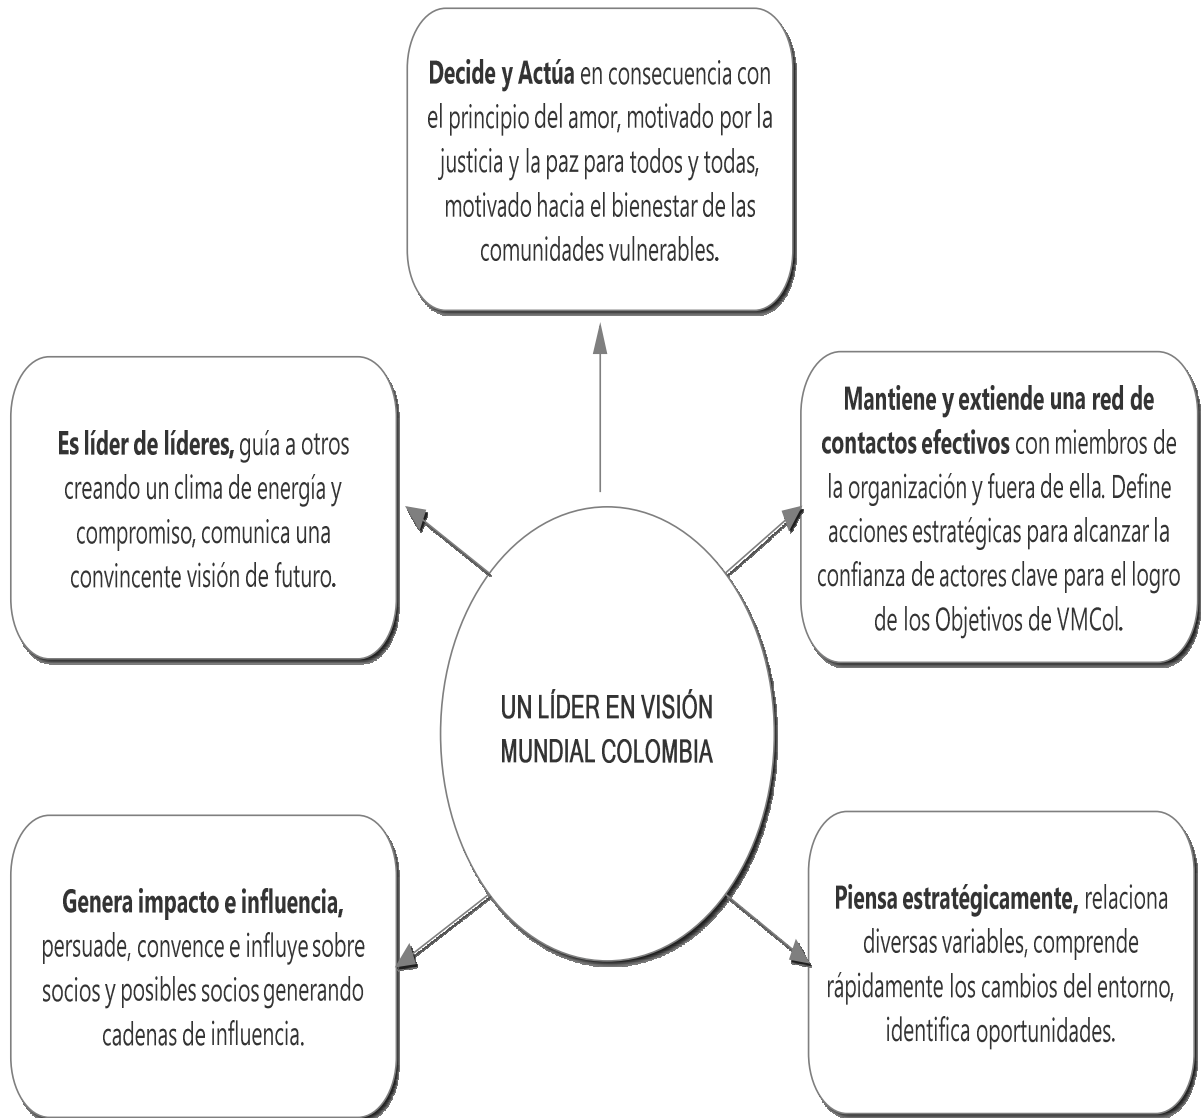 Decide y Actúa en consecuencia con
el principio del amor, motivado por la
justicia y la paz para todos y todas,
motivado hacia el bienestar de las
comunidades vulnerables.
Es líder de líderes, guía a otros
creando un clima de energía y
compromiso, comunica una
convincente visión de futuro.
Mantiene y extiende una red de
contactos efectivos con miembros de
la organización y fuera de ella. Define
acciones estratégicas para alcanzar la
confianza de actores clave para el logro
de los Objetivos de VMCol.
UN LÍDER EN VISIÓN
MUNDIAL COLOMBIA
Genera impacto e influencia,
persuade, convence e influye sobre
socios y posibles socios generando
cadenas de influencia.
Piensa estratégicamente, relaciona
diversas variables, comprende
rápidamente los cambios del entorno,
identifica oportunidades.